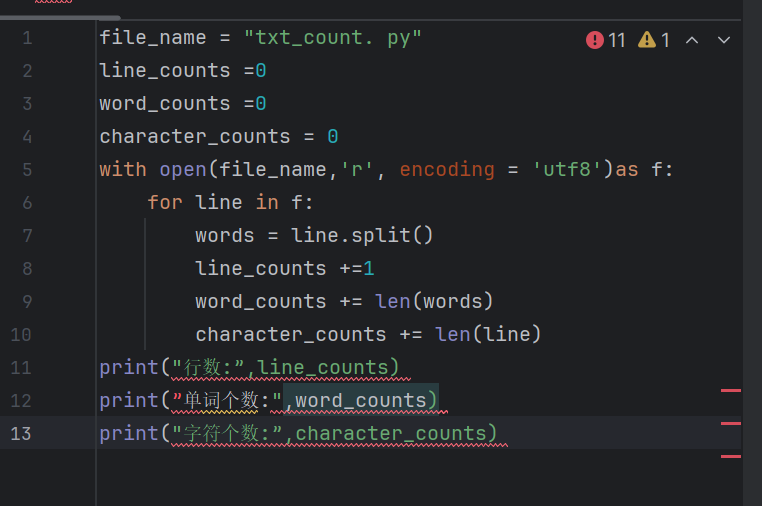 11 1
1 file_name = "txt_count. py"
2 line_counts =0
3 word_counts =0
4 character_counts = 0
5 with open(file_name,'r', encoding = 'utf8')as f:
6 for line in f:
7 words = line.split()
8 line_counts +=1
9 word_counts += len(words)
10 character_counts += len(line)
11 print("行数:”,line_counts)
12 print(”单词个数:",word_counts)
13 print("字符个数:”,character_counts)